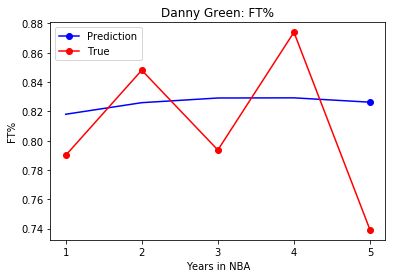 Danny Green: FT%
Prediction
True
0.88
0.86
0.84
0.82
0.80
0.78
0.76
0.74
FT%
1 2 3 4 5
Years in NBA